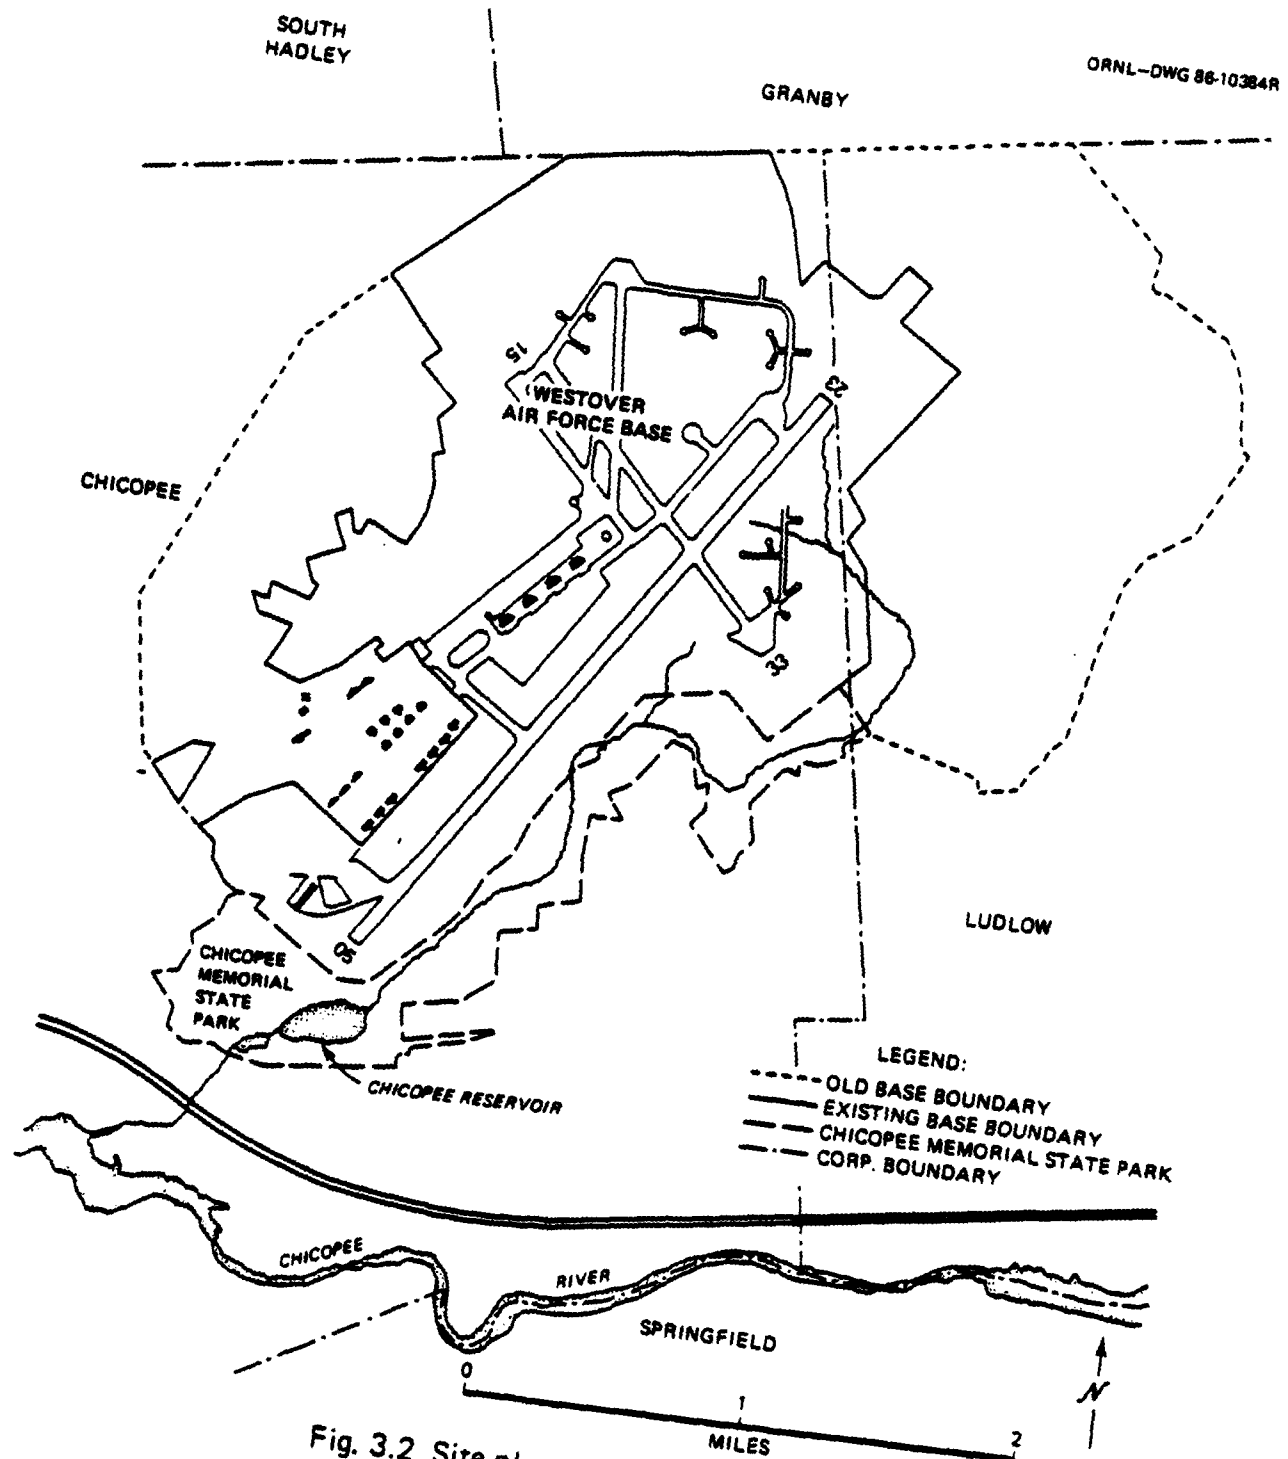 SOUTH
HADLEY
ORNL-DWG 86-10384R
GRANBY
15
23
WESTOVER
AIR FORCE BASE
CHICOPEE
33
LUDLOW
05
CHICOPEE
MEMORIAL
STATE
PARK
CHICOPEE RESERVOIR
LEGEND:
OLD BASE BOUNDARY
EXISTING BASE BOUNDARY
CHICOPEE MEMORIAL STATE PARK
CORP. BOUNDARY
CHICOPEE
RIVER
SPRINGFIELD
0
1
2
MILES
N
Fig. 3.2 Site